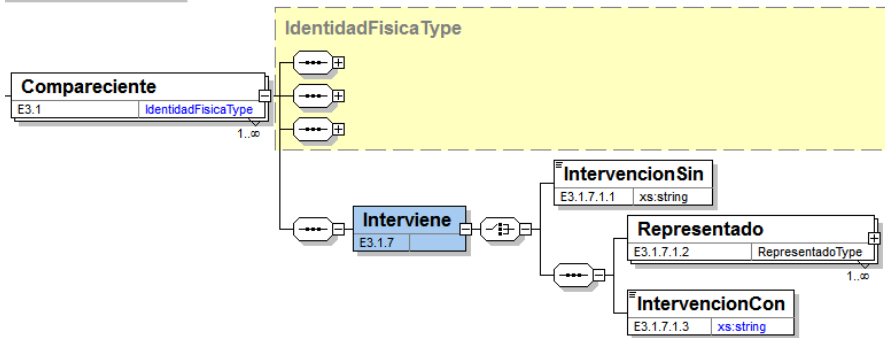 IdentidadFisicaType
Compareciente
E3.1 IdentidadFisicaType
1..∞
IntervencionSin
E3.1.7.1.1 xs:string
Interviene
E3.1.7
Representado
E3.1.7.1.2 RepresentadoType
1..∞
IntervencionCon
E3.1.7.1.3 xs:string